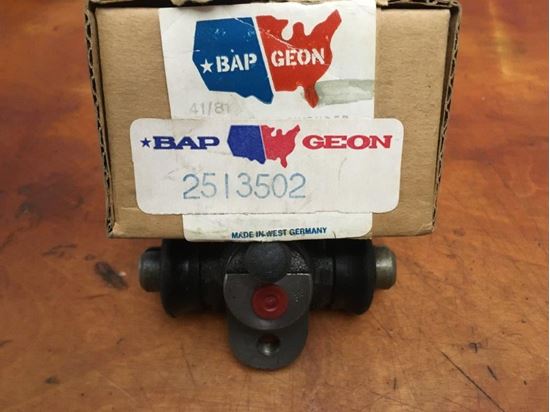 ★BAP GEON
41/81
★BAP GEON
2513502
MADE IN WEST GERMANY